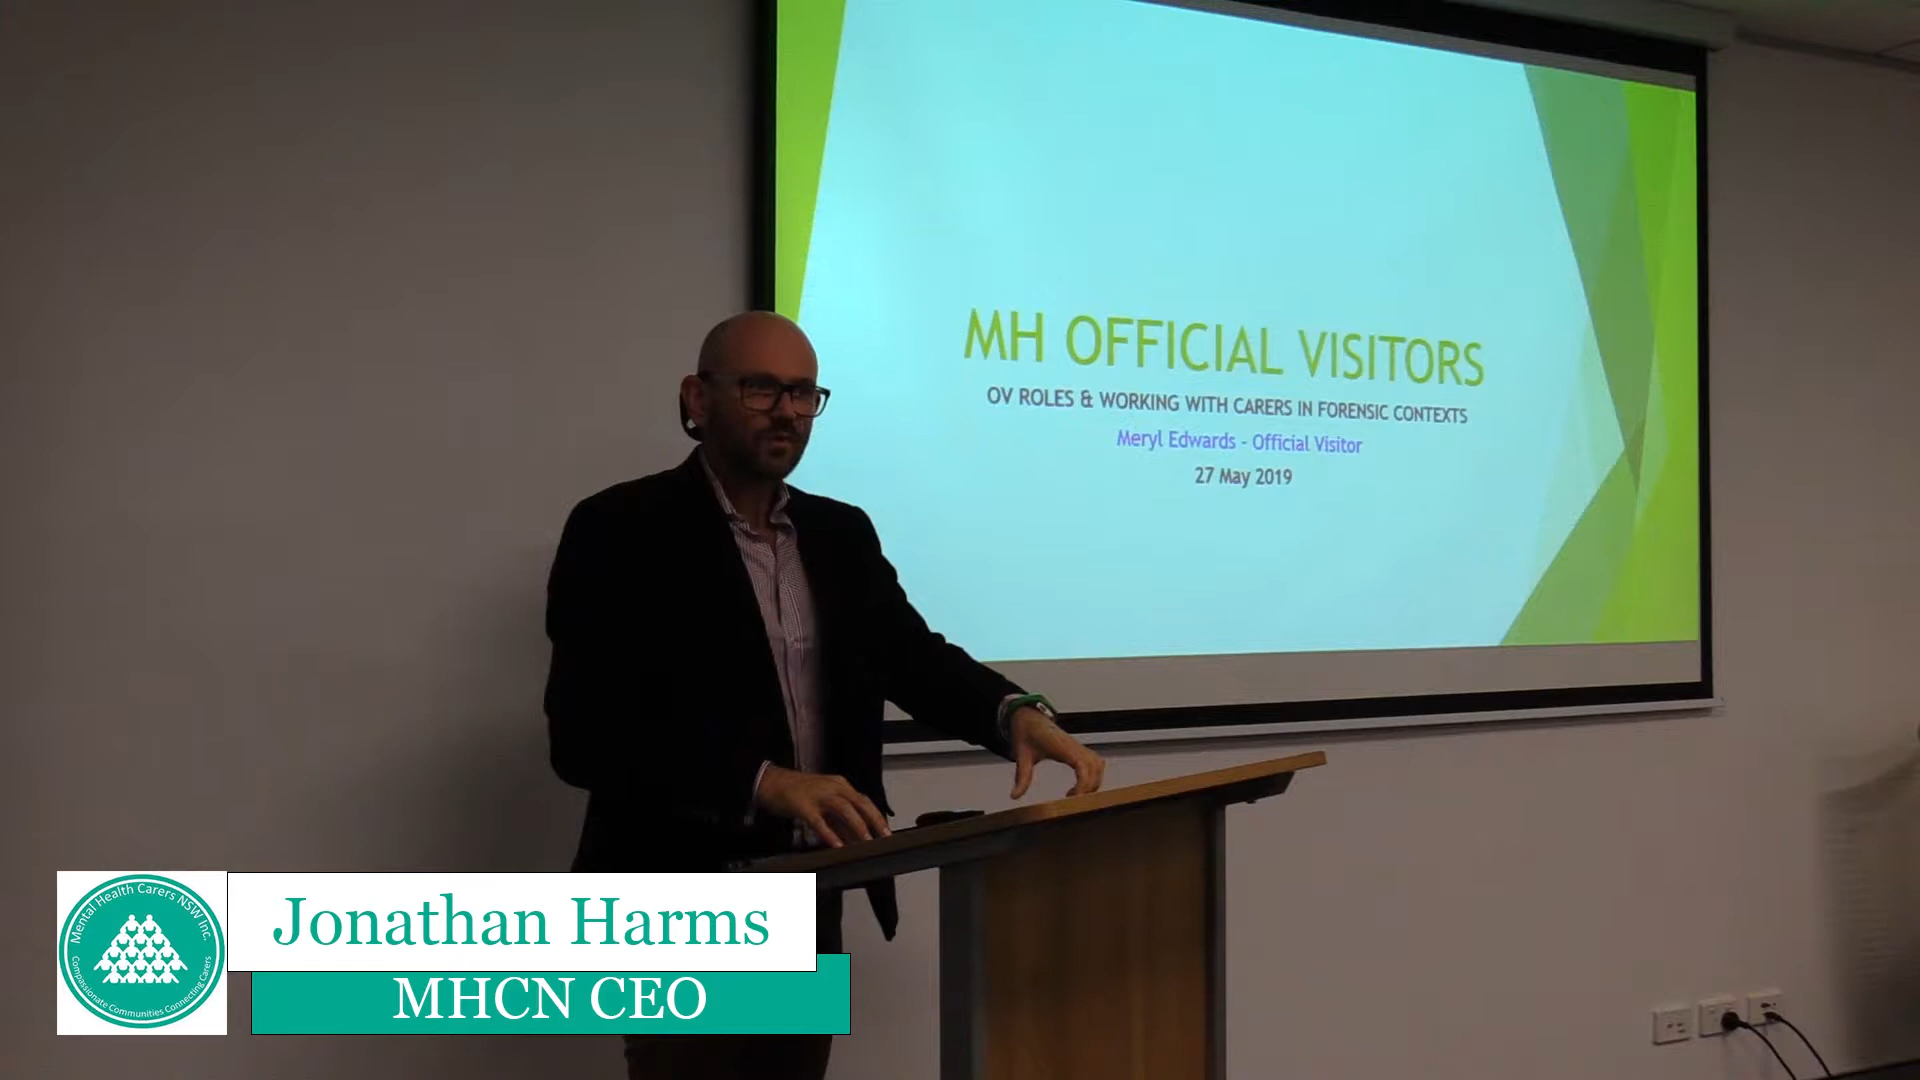 MH OFFICIAL VISITORS
OV ROLES & WORKING WITH CARERS IN FORENSIC CONTEXTS
Meryl Edwards - Official Visitor
27 May 2019
Mental Health Carers NSW Inc.
Compassionate Communities Connecting Carers
Jonathan Harms
MHCN CEO